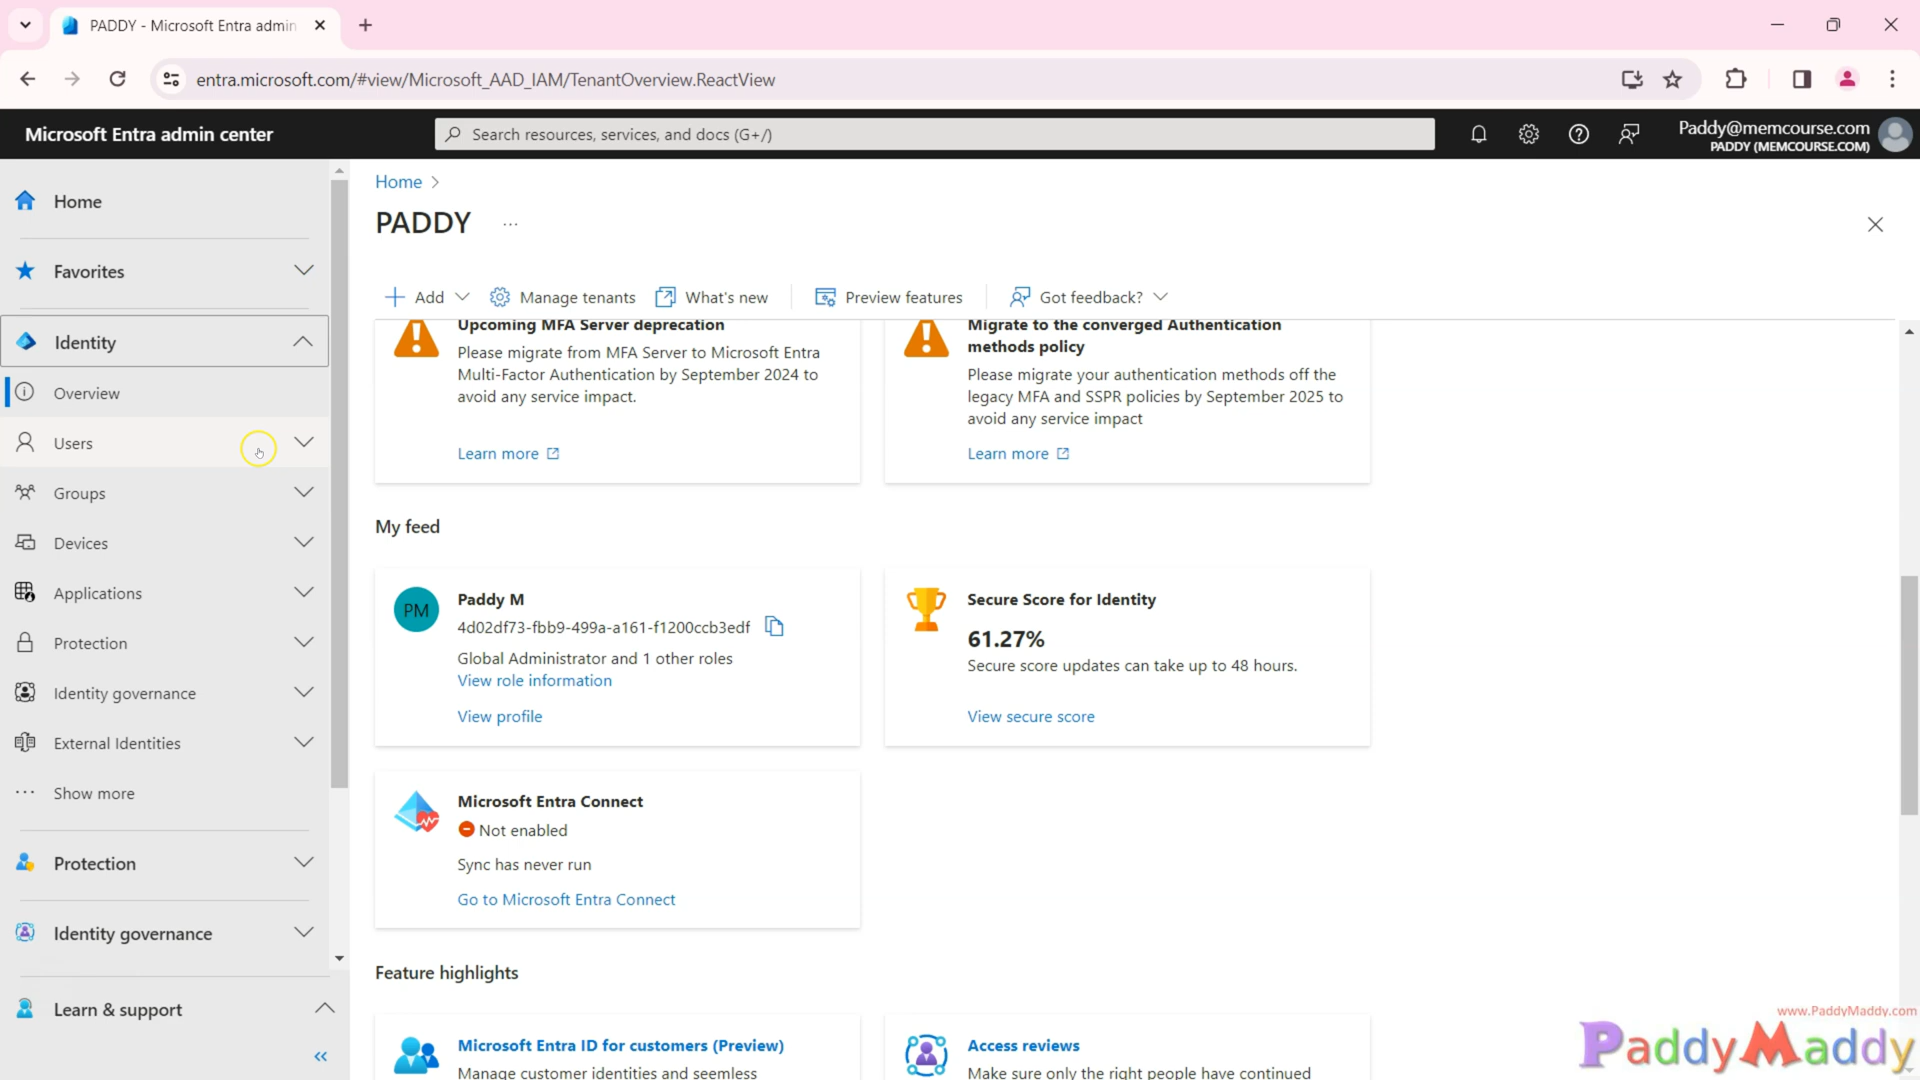 PADDY - Microsoft Entra admin
entra.microsoft.com/#view/Microsoft_AAD_IAM/TenantOverview.ReactView
Microsoft Entra admin center
Search resources, services, and docs (G+/)
Paddy@memcourse.com
PADDY (MEMCOURSE.COM)
Home
Favorites
Identity
Overview
Users
Groups
Devices
Applications
Protection
Identity governance
External Identities
Show more
Protection
Identity governance
Learn & support
Home
PADDY
Add
Manage tenants
What's new
Preview features
Got feedback?
Upcoming MFA Server deprecation
Please migrate from MFA Server to Microsoft Entra
Multi-Factor Authentication by September 2024 to
avoid any service impact.
Learn more
Migrate to the converged Authentication
methods policy
Please migrate your authentication methods off the
legacy MFA and SSPR policies by September 2025 to
avoid any service impact
Learn more
My feed
PM
Paddy M
4d02df73-fbb9-499a-a161-f1200ccb3edf
Global Administrator and 1 other roles
View role information
View profile
Secure Score for Identity
61.27%
Secure score updates can take up to 48 hours.
View secure score
Microsoft Entra Connect
Not enabled
Sync has never run
Go to Microsoft Entra Connect
Feature highlights
Microsoft Entra ID for customers (Preview)
Manage customer identities and seemless
Access reviews
Make sure only the right people have continued
www.PaddyMaddy.com
PaddyMaddy